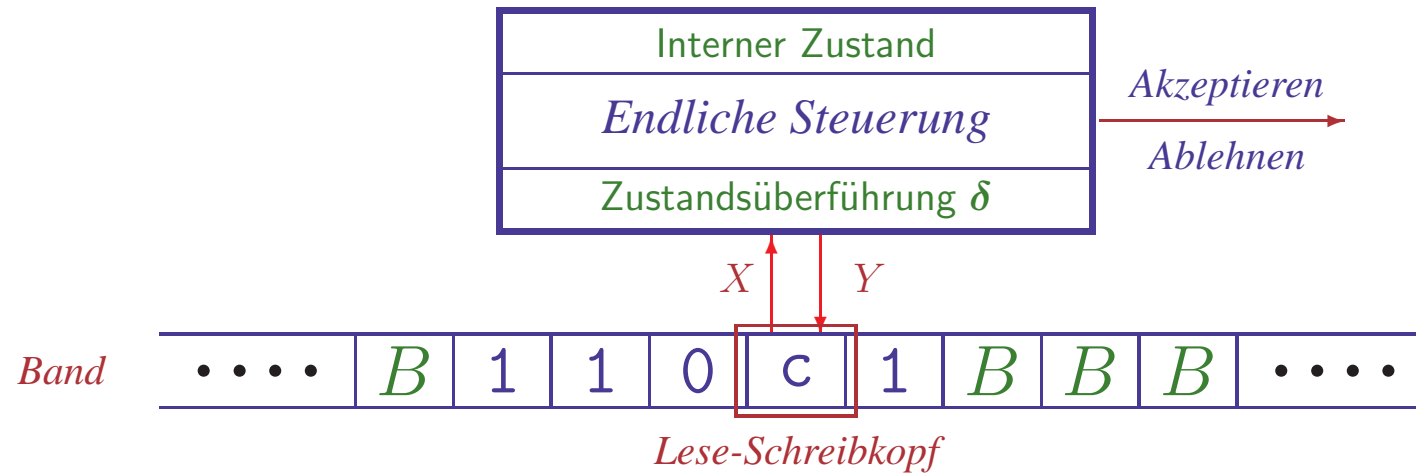 Interner Zustand
Endliche Steuerung
Zustandsüberführung δ
Akzeptieren
Ablehnen
X Y
Band •••• B 1 1 0 c 1 B B B ••••
Lese-Schreibkopf